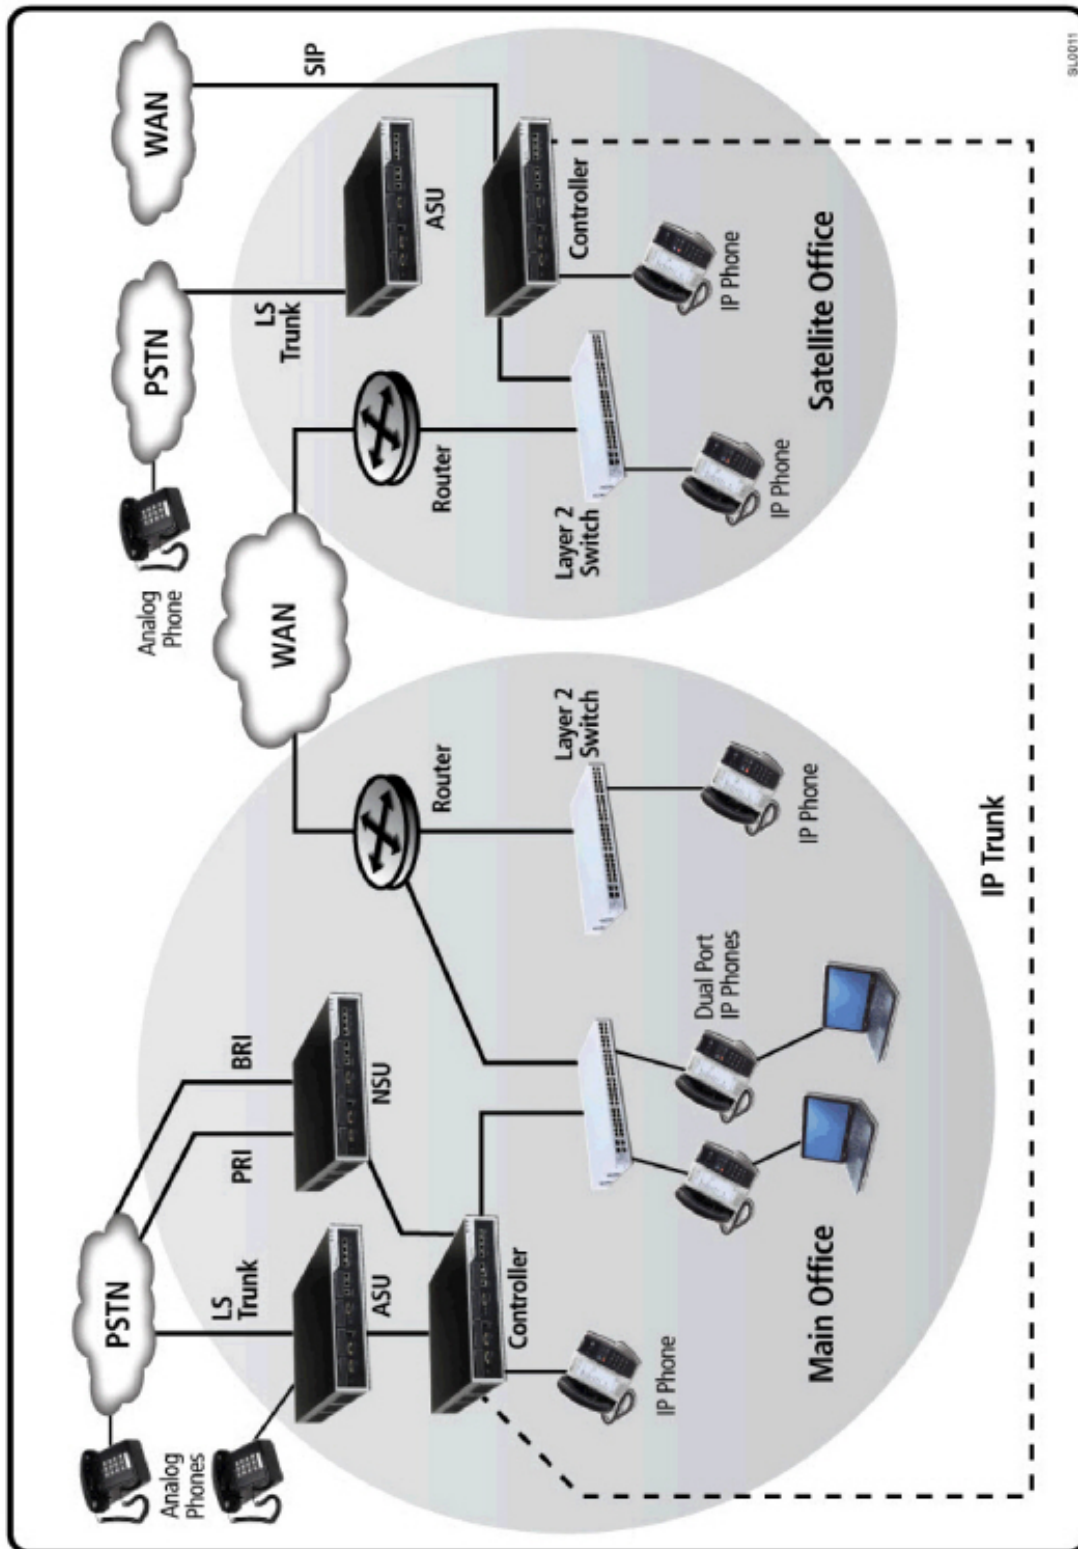 Analog
Phones
PSTN
LS
Trunk
PRI
BRI
ASU
NSU
Controller
IP Phone
Main Office
Dual Port
IP Phones
Router
Layer 2
Switch
IP Phone
WAN
Analog
Phone
PSTN
LS
Trunk
WAN
SIP
ASU
Router
Controller
Layer 2
Switch
IP Phone
IP Phone
Satellite Office
IP Trunk
SL0011